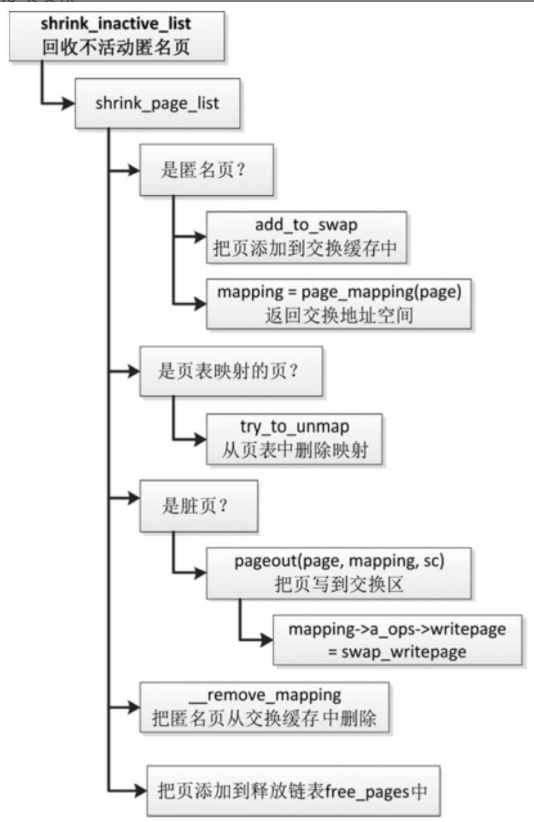 shrink_inactive_list
回收不活动匿名页
shrink_page_list
是匿名页？
add_to_swap
把页添加到交换缓存中
mapping = page_mapping(page)
返回交换地址空间
是页表映射的页？
try_to_unmap
从页表中删除映射
是脏页？
pageout(page, mapping, sc)
把页写到交换区
mapping->a_ops->writepage
= swap_writepage
__remove_mapping
把匿名页从交换缓存中删除
把页添加到释放链表free_pages中